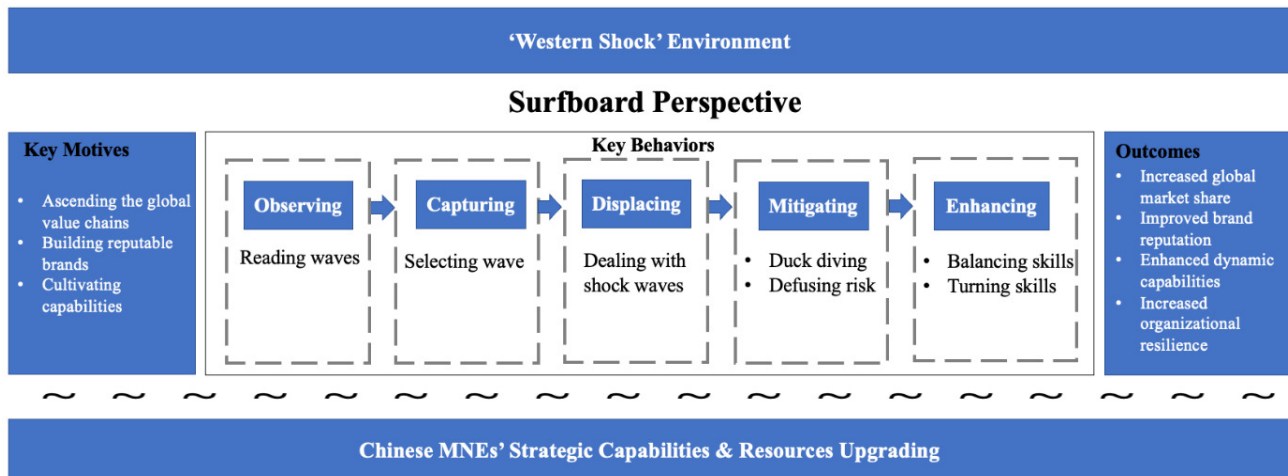 ‘Western Shock’ Environment
Surfboard Perspective
Key Motives
• Ascending the global
value chains
• Building reputable
brands
• Cultivating
capabilities
Key Behaviors
Observing
Reading waves
Capturing
Selecting wave
Displacing
Dealing with
shock waves
Mitigating
• Duck diving
• Defusing risk
Enhancing
• Balancing skills
• Turning skills
Outcomes
• Increased global
market share
• Improved brand
reputation
• Enhanced dynamic
capabilities
• Increased
organizational
resilience
~ ~ ~ ~ ~ ~ ~ ~ ~ ~ ~ ~ ~ ~ ~ ~ ~ ~
Chinese MNEs’ Strategic Capabilities & Resources Upgrading